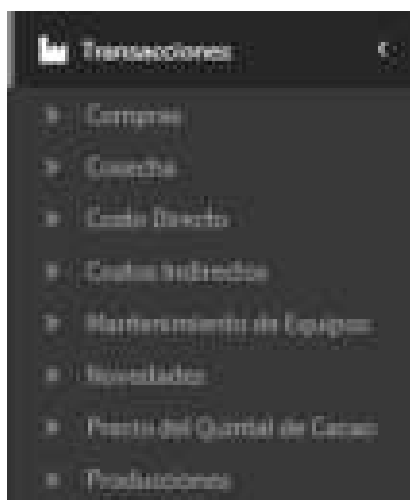 Transacciones
Compras
Cosecha
Costo Directo
Costos Indirectos
Mantenimiento de Equipos
Novedades
Precio del Quintal de Cacao
Producciones